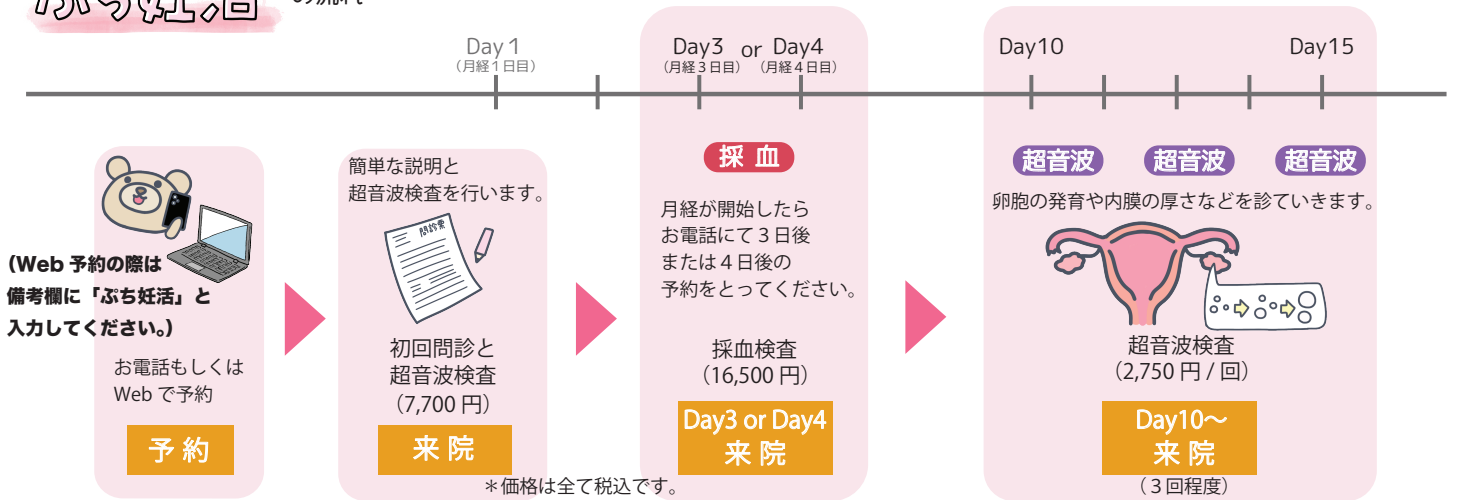 ぷち妊活
の流れ
Day 1
（月経１日目）
Day3 or Day4
（月経３日目）（月経４日目）
Day10
Day15
（Web 予約の際は
備考欄に「ぷち妊活」と
入力してください。）
お電話もしくは
Web で予約
予 約
簡単な説明と
超音波検査を行います。
問診票
初回問診と
超音波検査
（7,700 円）
来 院
採 血
月経が開始したら
お電話にて３日後
または４日後の
予約をとってください。
採血検査
（16,500 円）
Day3 or Day4
来 院
超音波
超音波
超音波
卵胞の発育や内膜の厚さなどを診ていきます。
超音波検査
（2,750 円 / 回）
Day10～
来 院
（３回程度）
＊価格は全て税込です。